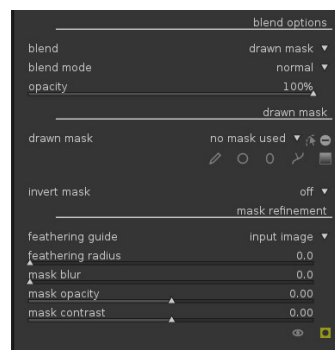 blend options
blend drawn mask
blend mode normal
opacity 100%
drawn mask
drawn mask no mask used
invert mask off
mask refinement
feathering guide input image
feathering radius 0.0
mask blur 0.0
mask opacity 0.00
mask contrast 0.00